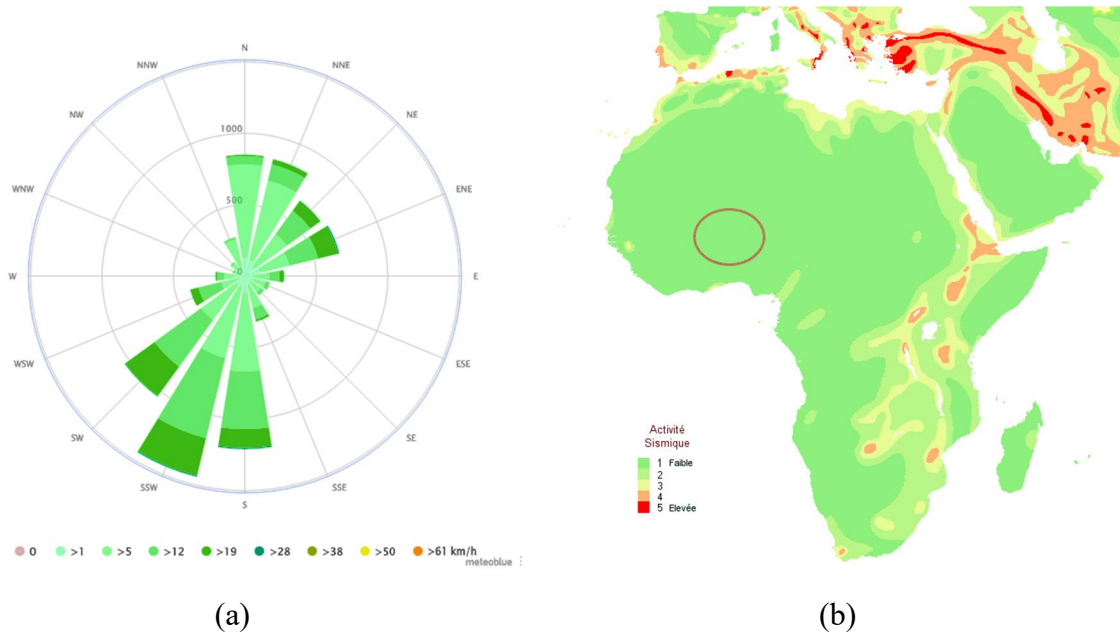 N
NNW
NNE
NW
NE
1000
WNW
ENE
500
0
W
E
WSW
ESE
SW
SE
SSW
SSE
S
0 >1 >5 >12 >19 >28 >38 >50 >61 km/h
meteoblue
(a)
Activité
Sismique
1 Faible
2
3
4
5 Elevée
(b)